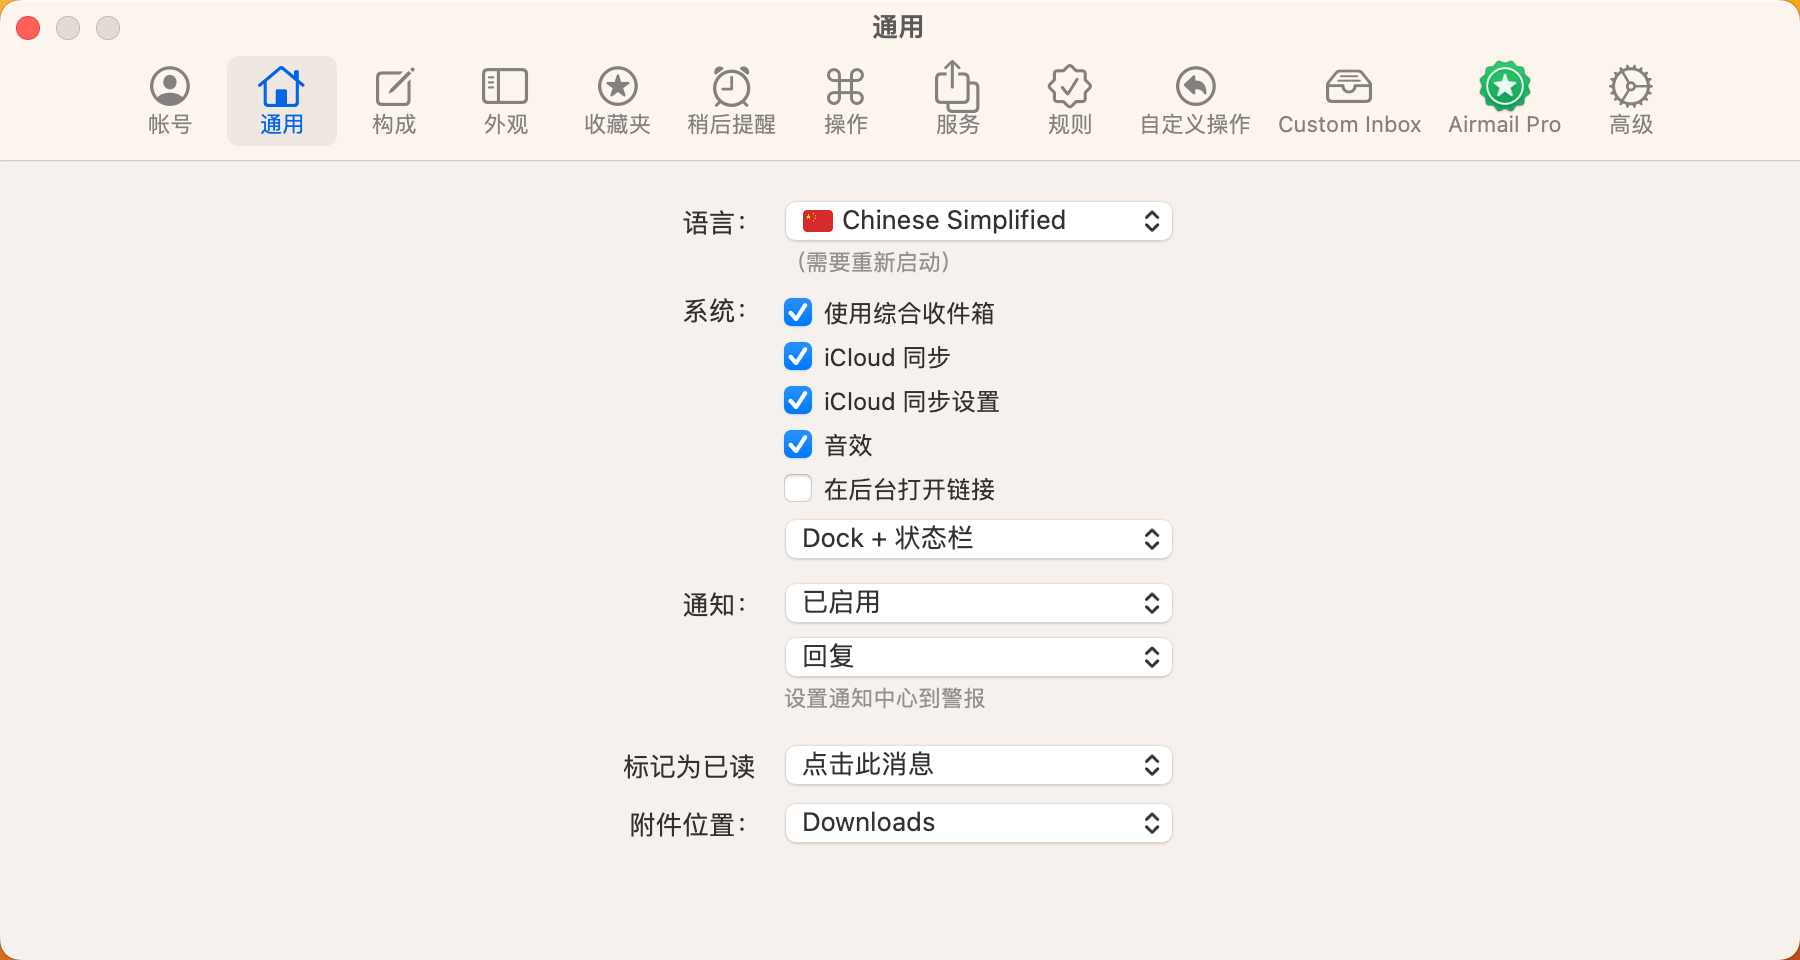 通用
帐号 通用 构成 外观 收藏夹 稍后提醒 操作 服务 规则 自定义操作 Custom Inbox Airmail Pro 高级
语言： Chinese Simplified
（需要重新启动）
系统： 使用综合收件箱
iCloud 同步
iCloud 同步设置
音效
在后台打开链接
Dock + 状态栏
通知： 已启用
回复
设置通知中心到警报
标记为已读 点击此消息
附件位置： Downloads